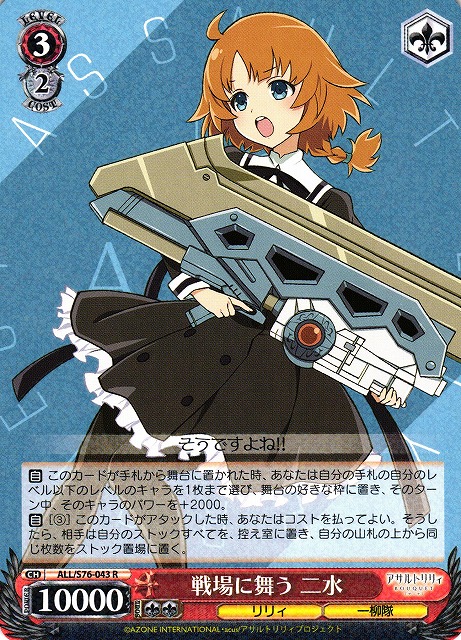 LEVEL
3
2
COST
ASSAULT
そうですよね!!
自 このカードが手札から舞台に置かれた時、あなたは自分の手札の自分のレ
ベル以下のレベルのキャラを1枚まで選び、舞台の好きな枠に置き、そのター
ン中、そのキャラのパワーを+2000。
自 [③] このカードがアタックした時、あなたはコストを払ってよい。そうし
たら、相手は自分のストックすべてを、控え室に置き、自分の山札の上から同
じ枚数をストック置場に置く。
GH ALL/S76-043 R
POWER
10000
戦場に舞う 二水
アサルトリリィ
BOUQUET
SOUL
リリィ
一柳隊
©AZONE INTERNATIONAL・acus/アサルトリリィプロジェクト